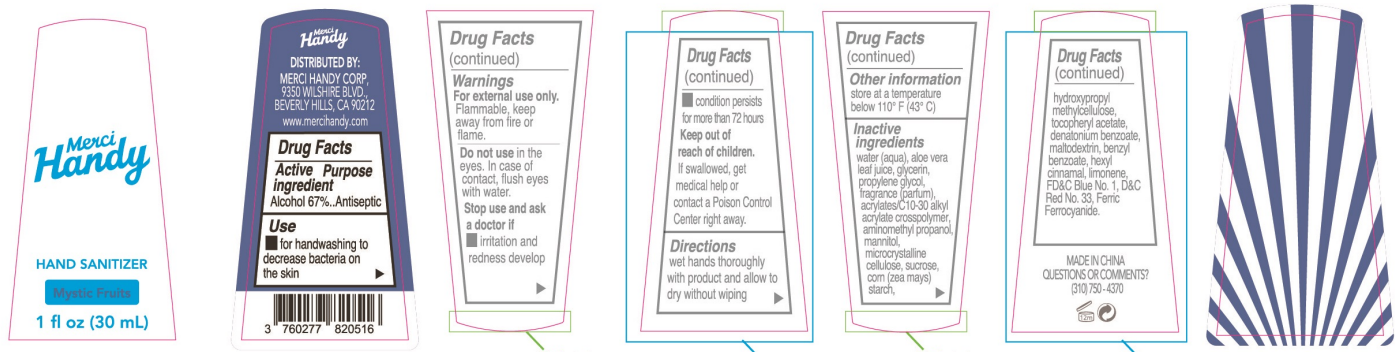 Merci
Handy
HAND SANITIZER
Mystic Fruits
1 fl oz (30 mL)
Merci
Handy
DISTRIBUTED BY:
MERCI HANDY CORP,
9350 WILSHIRE BLVD.,
BEVERLY HILLS, CA 90212
www.mercihandy.com
Drug Facts
Active Purpose
ingredient
Alcohol 67%..Antiseptic
Use
■ for handwashing to
decrease bacteria on
the skin
3 760277 820516
Drug Facts
(continued)
Warnings
For external use only.
Flammable, keep
away from fire or
flame.
Do not use in the
eyes. In case of
contact, flush eyes
with water.
Stop use and ask
a doctor if
■ irritation and
redness develop
Drug Facts
(continued)
■ condition persists
for more than 72 hours
Keep out of
reach of children.
If swallowed, get
medical help or
contact a Poison Control
Center right away.
Directions
wet hands thoroughly
with product and allow to
dry without wiping
Drug Facts
(continued)
Other information
store at a temperature
below 110° F (43° C)
Inactive
ingredients
water (aqua), aloe vera
leaf juice, glycerin,
propylene glycol,
fragrance (parfum),
acrylates/C10-30 alkyl
acrylate crosspolymer,
aminomethyl propanol,
mannitol,
microcrystalline
cellulose, sucrose,
corn (zea mays)
starch,
Drug Facts
(continued)
hydroxypropyl
methylcellulose,
tocopheryl acetate,
denatonium benzoate,
maltodextrin, benzyl
benzoate, hexyl
cinnamal, limonene,
FD&C Blue No. 1, D&C
Red No. 33, Ferric
Ferrocyanide.
MADE IN CHINA
QUESTIONS OR COMMENTS?
(310) 750 - 4370
12m